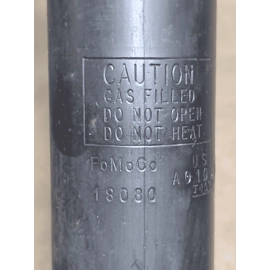 CAUTION
GAS FILLED
DO NOT OPEN
DO NOT HEAT
FoMoCo
18080
U S